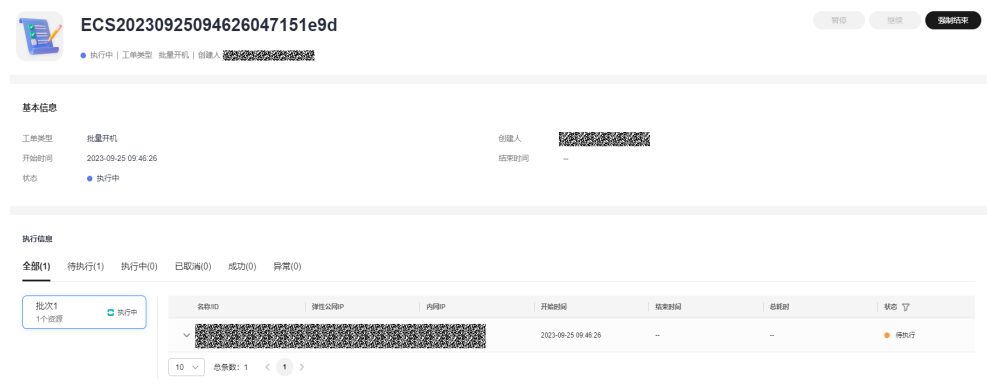 ECS20230925094626047151e9d
暂停 继续 强制结束
执行中 | 工单类型 批量开机 | 创建人
基本信息
工单类型 批量开机 创建人
开始时间 2023-09-25 09:46:26 结束时间 --
状态 执行中
执行信息
全部(1) 待执行(1) 执行中(0) 已取消(0) 成功(0) 异常(0)
批次1
1个资源
执行中
名称/ID 弹性公网IP 内网IP 开始时间 结束时间 总耗时 状态
2023-09-25 09:46:26 -- -- 待执行
10 总条数：1 < 1 >